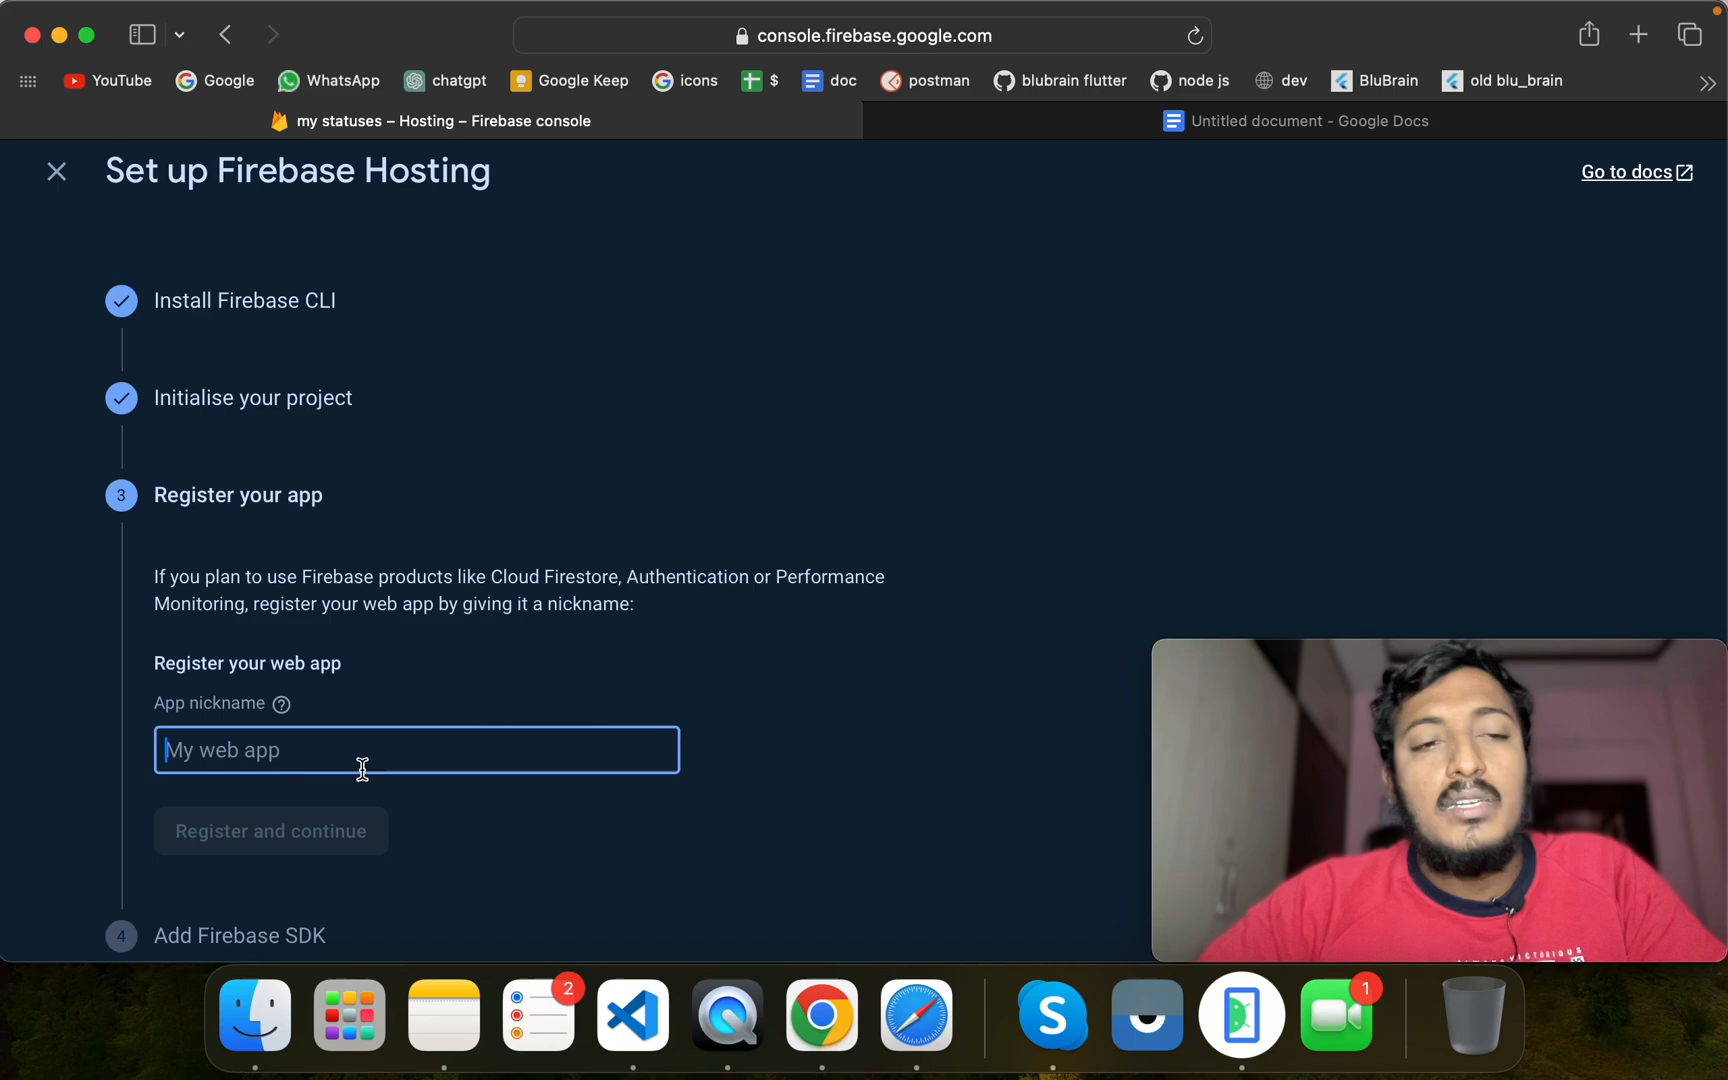 console.firebase.google.com
YouTube
Google
WhatsApp
chatgpt
Google Keep
icons
$
doc
postman
blubrain flutter
node js
dev
BluBrain
old blu_brain
my statuses – Hosting – Firebase console
Untitled document - Google Docs
Set up Firebase Hosting
Go to docs
Install Firebase CLI
Initialise your project
3 Register your app
If you plan to use Firebase products like Cloud Firestore, Authentication or Performance
Monitoring, register your web app by giving it a nickname:
Register your web app
App nickname ?
My web app
Register and continue
4 Add Firebase SDK
2
S
1